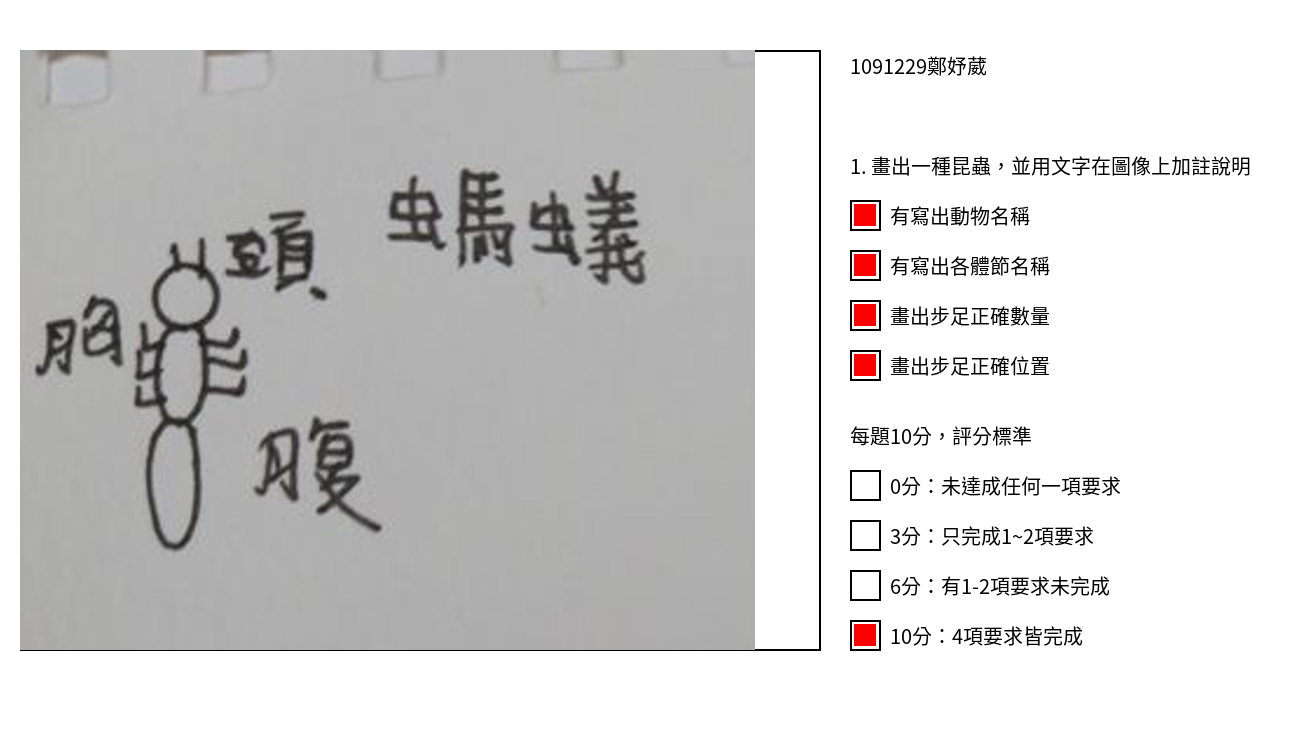 螞蟻
頭
胸
腹
1091229鄭妤葳
1. 畫出一種昆蟲，並用文字在圖像上加註說明
有寫出動物名稱
有寫出各體節名稱
畫出步足正確數量
畫出步足正確位置
每題10分，評分標準
0分：未達成任何一項要求
3分：只完成1~2項要求
6分：有1-2項要求未完成
10分：4項要求皆完成